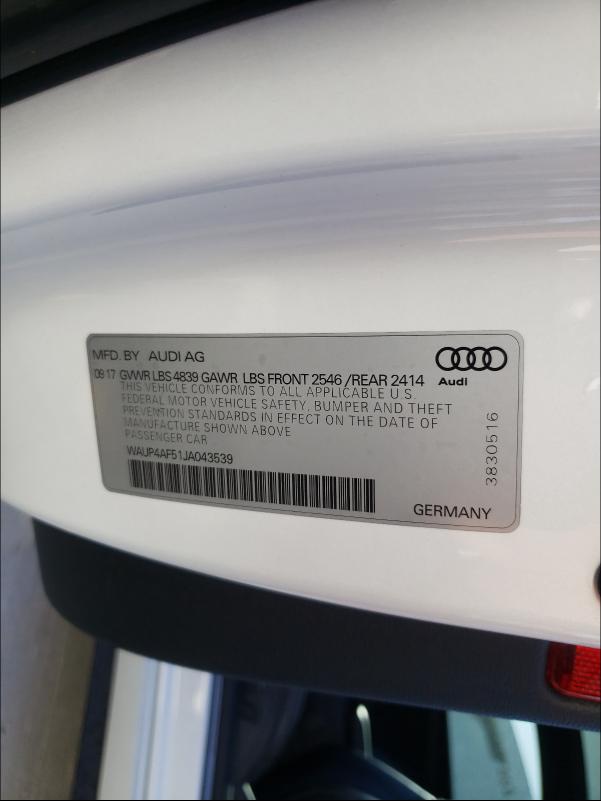 MFD. BY AUDI AG
08 17 GVWR LBS 4839 GAWR LBS FRONT 2546 / REAR 2414
THIS VEHICLE CONFORMS TO ALL APPLICABLE U.S.
FEDERAL MOTOR VEHICLE SAFETY, BUMPER AND THEFT
PREVENTION STANDARDS IN EFFECT ON THE DATE OF
MANUFACTURE SHOWN ABOVE
PASSENGER CAR
WAUP4AF51JA043539
Audi
3830516
GERMANY